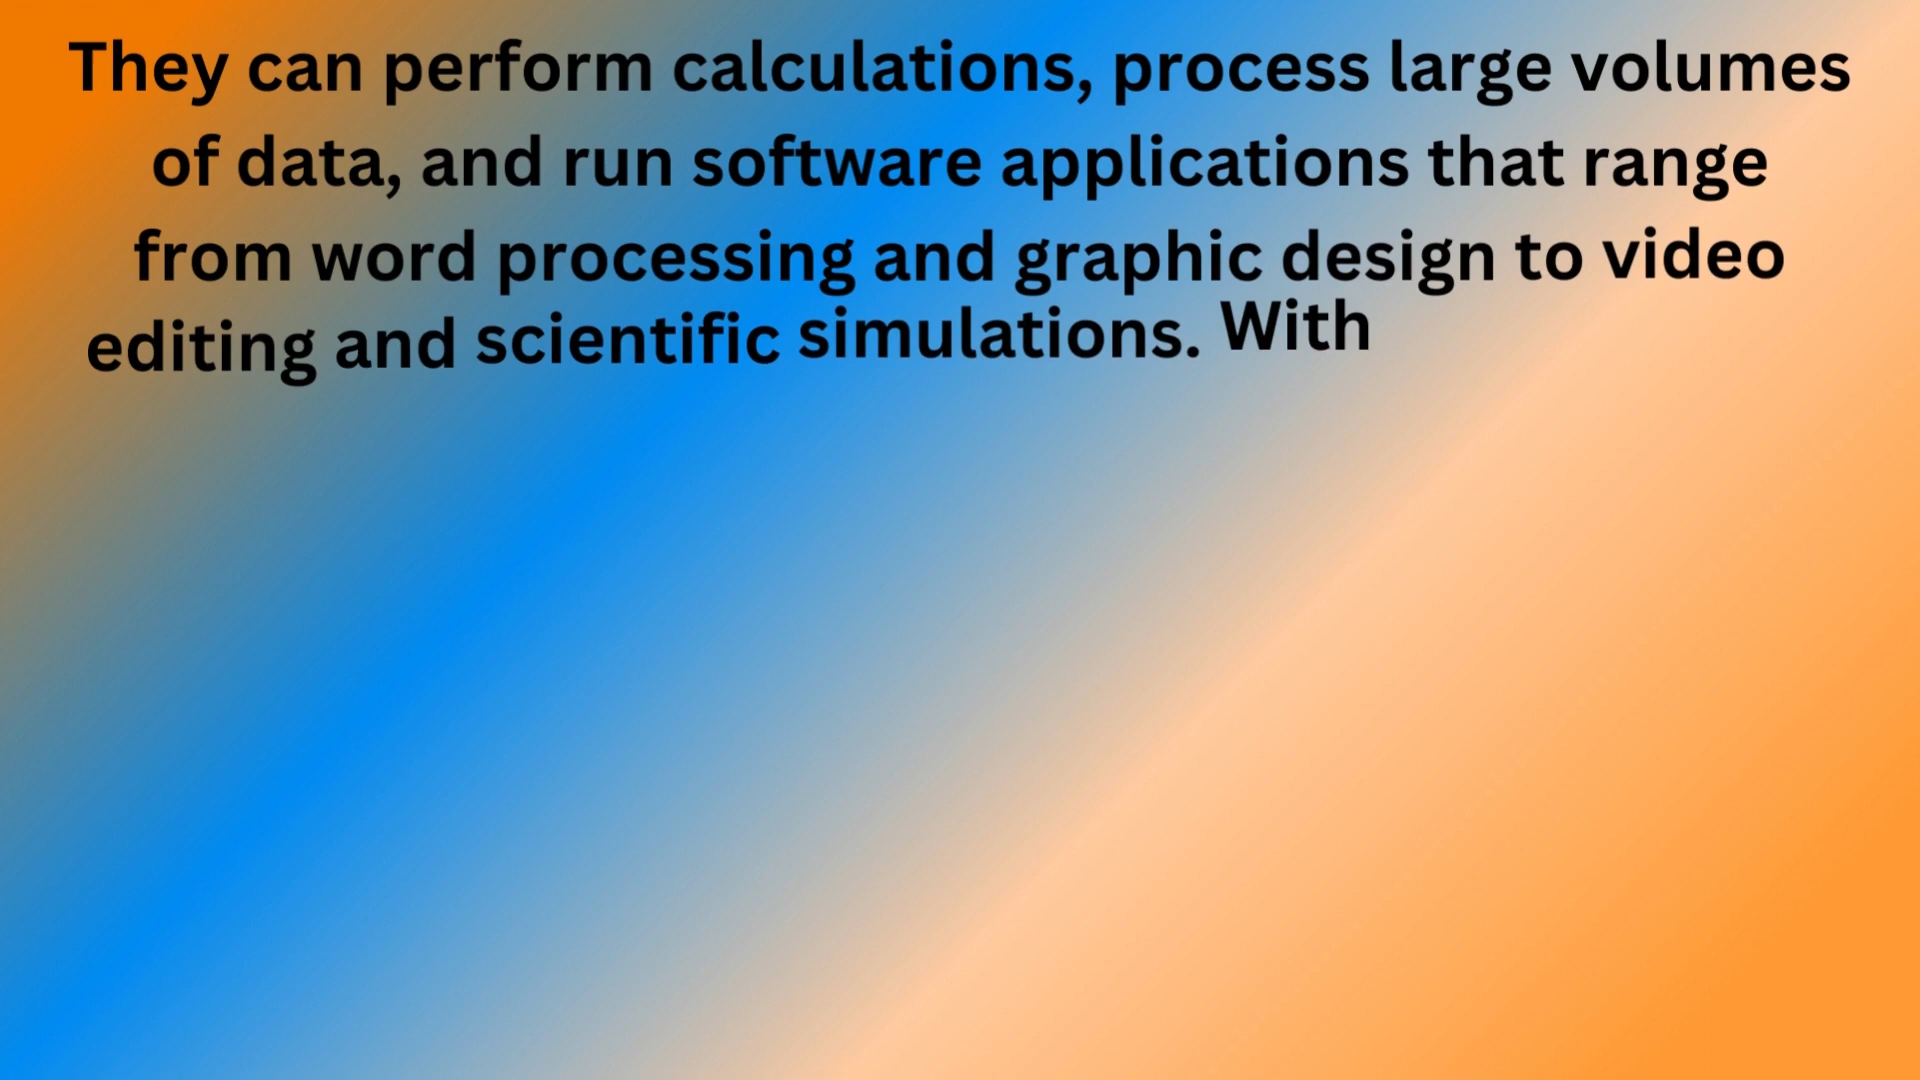 They can perform calculations, process large volumes
of data, and run software applications that range
from word processing and graphic design to video
editing and scientific simulations. With